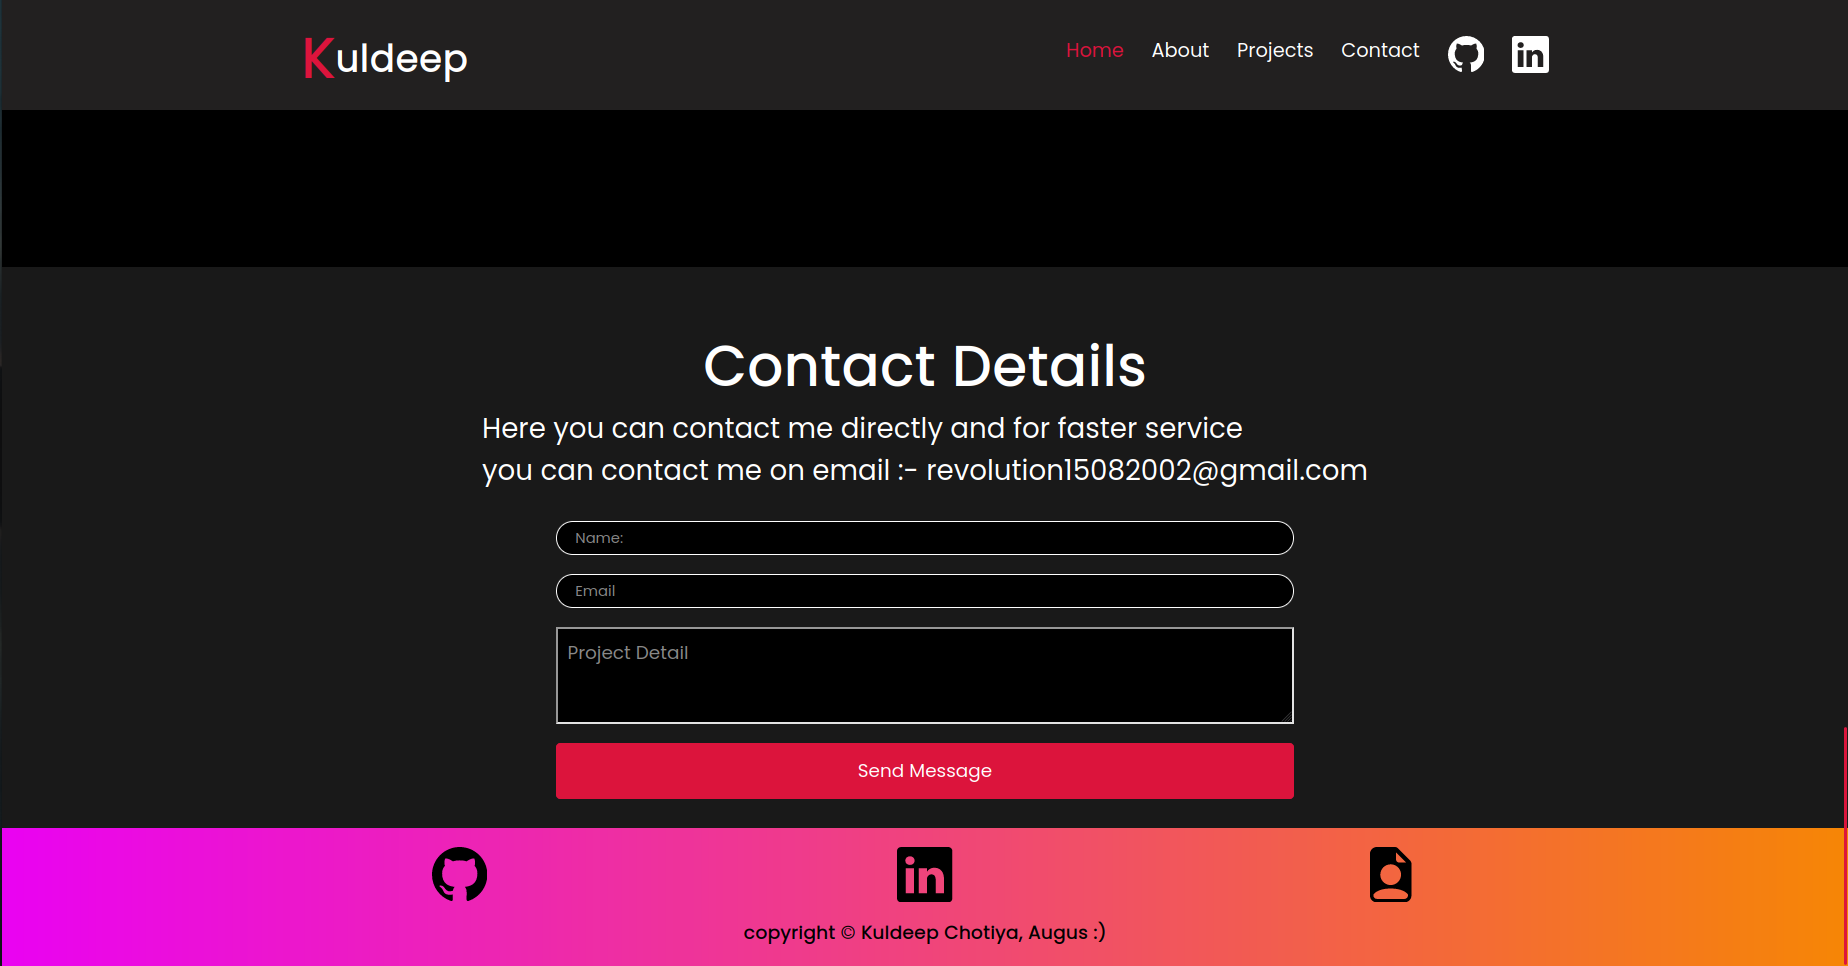 Kuldeep
Home About Projects Contact
Contact Details
Here you can contact me directly and for faster service
you can contact me on email :- revolution15082002@gmail.com
Name:
Email
Project Detail
Send Message
copyright © Kuldeep Chotiya, Augus :)